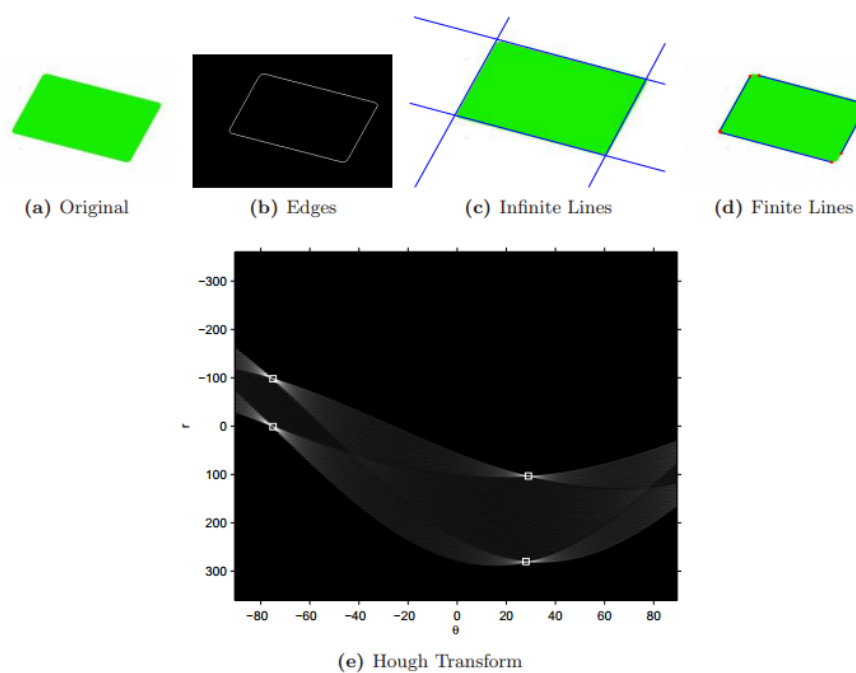 (a) Original
(b) Edges
(c) Infinite Lines
(d) Finite Lines
−300
−200
−100
0
100
200
300
r
−80 −60 −40 −20 0 20 40 60 80
θ
(e) Hough Transform